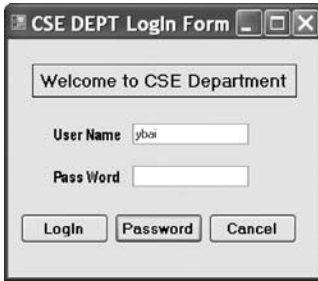 CSE DEPT LogIn Form
Welcome to CSE Department
User Name ybai
Pass Word
LogIn Password Cancel